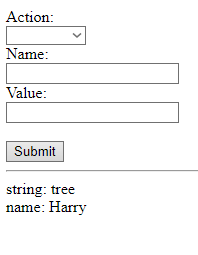 Action:
Name:
Value:
Submit
string: tree
name: Harry